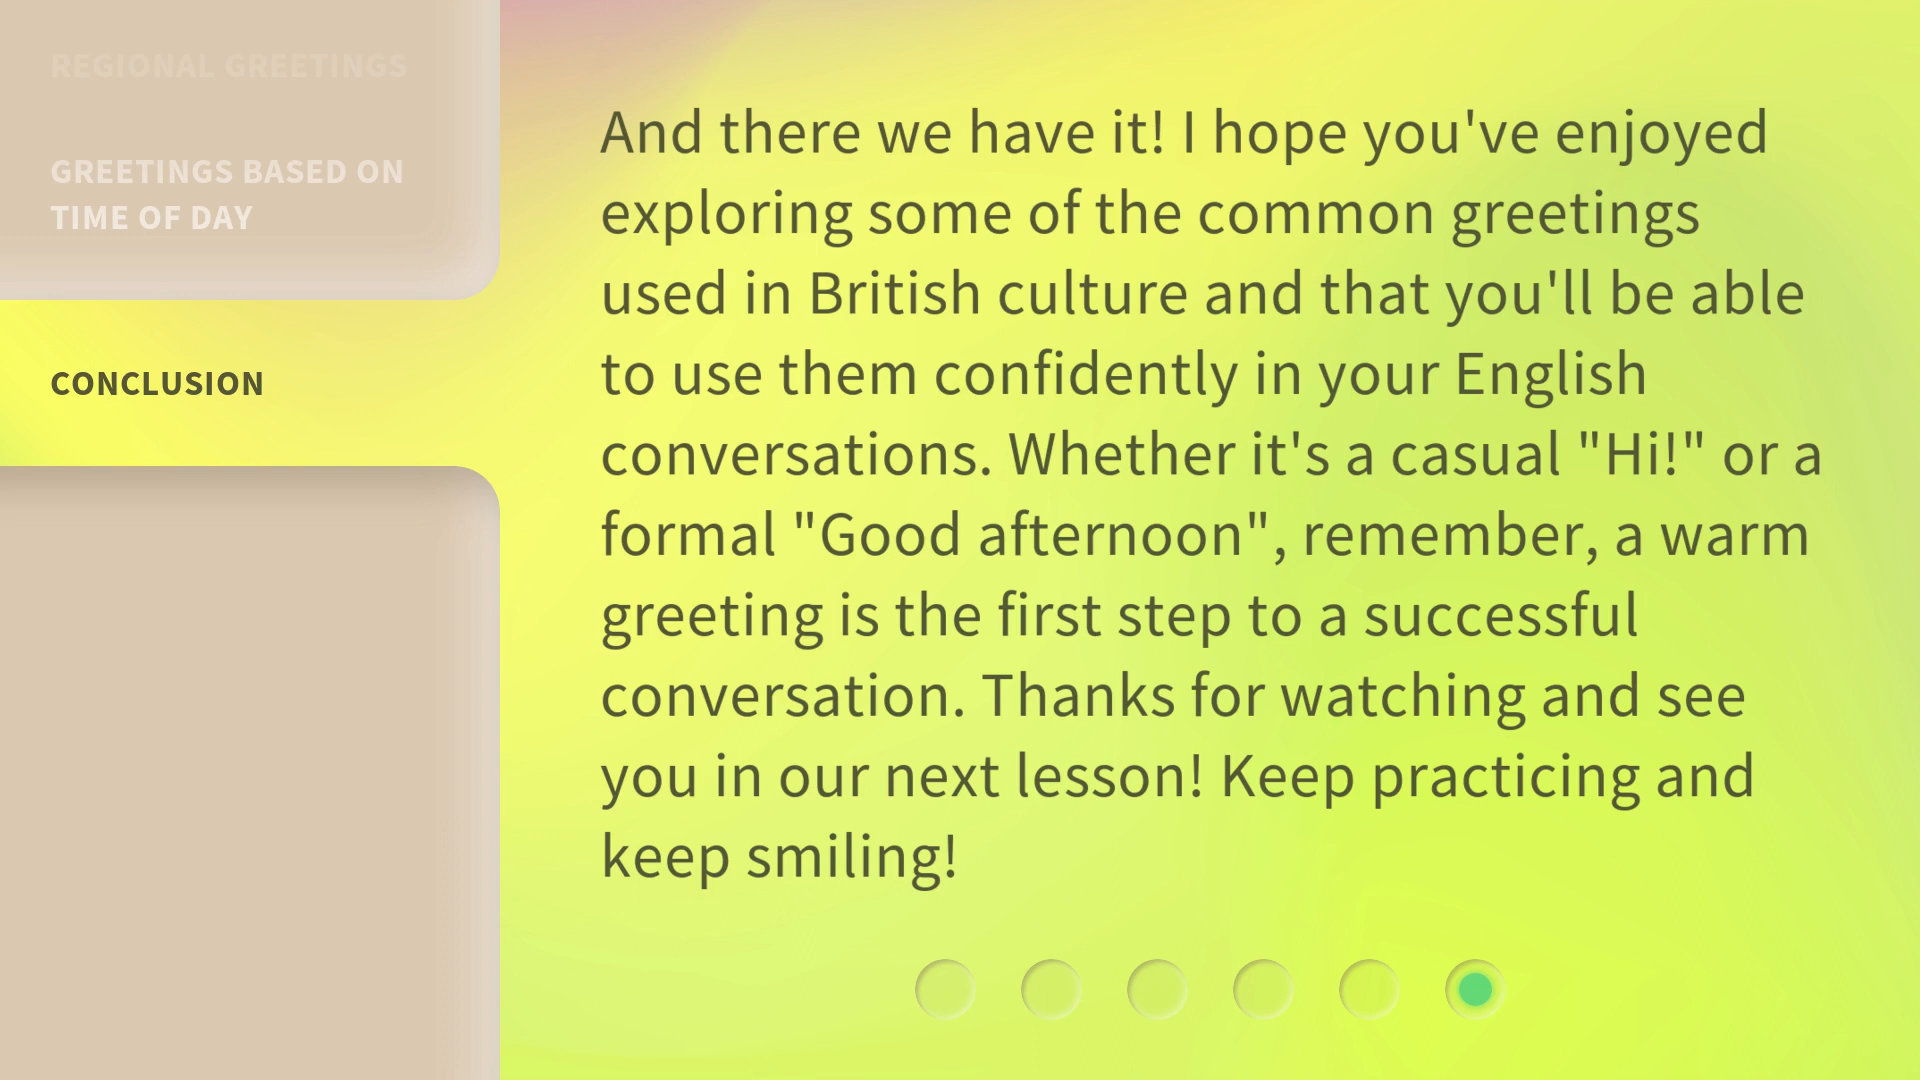 REGIONAL GREETINGS
GREETINGS BASED ON
TIME OF DAY
CONCLUSION
And there we have it! I hope you've enjoyed
exploring some of the common greetings
used in British culture and that you'll be able
to use them confidently in your English
conversations. Whether it's a casual "Hi!" or a
formal "Good afternoon", remember, a warm
greeting is the first step to a successful
conversation. Thanks for watching and see
you in our next lesson! Keep practicing and
keep smiling!